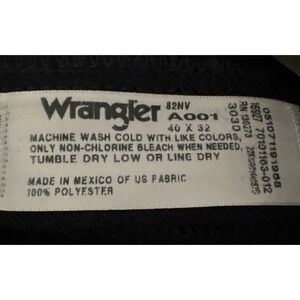 Wrangler 82NV
A001
40 X 32
MACHINE WASH COLD WITH LIKE COLORS,
ONLY NON-CHLORINE BLEACH WHEN NEEDED,
TUMBLE DRY LOW OR LINE DRY
MADE IN MEXICO OF US FABRIC
100% POLYESTER
303D